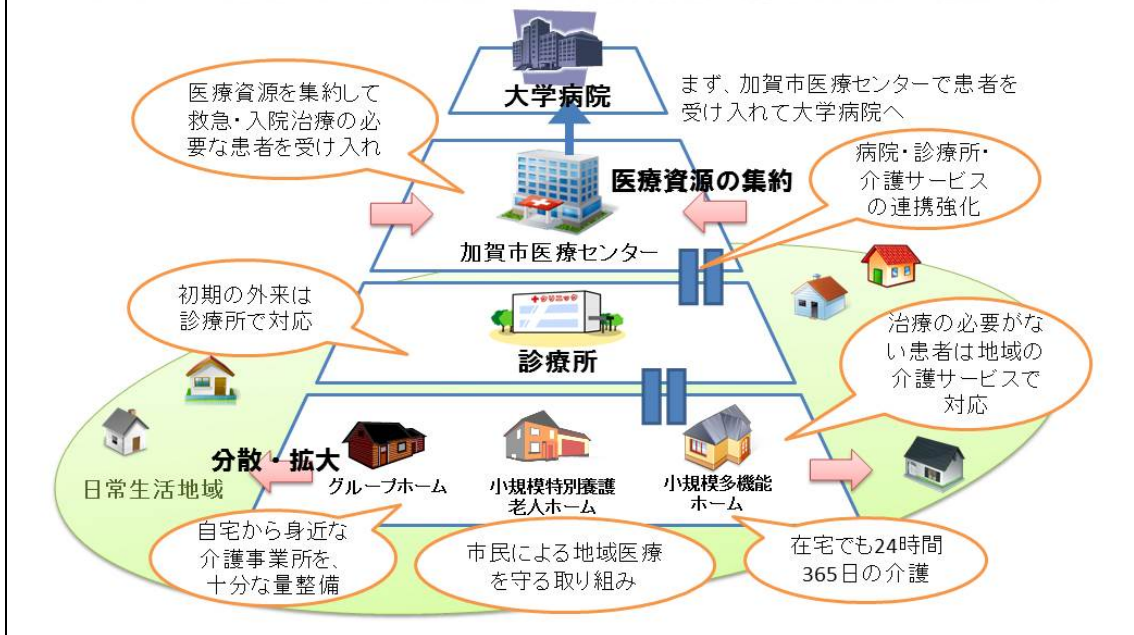 大学病院
まず、加賀市医療センターで患者を
受け入れて大学病院へ
医療資源を集約して
救急・入院治療の必
要な患者を受け入れ
医療資源の集約
病院・診療所・
介護サービス
の連携強化
加賀市医療センター
初期の外来は
診療所で対応
診療所
治療の必要がな
い患者は地域の
介護サービスで
対応
分散・拡大
日常生活地域
グループホーム
小規模特別養護
老人ホーム
小規模多機能
ホーム
自宅から身近な
介護事業所を、
十分な量整備
市民による地域医療
を守る取り組み
在宅でも24時間
365日の介護